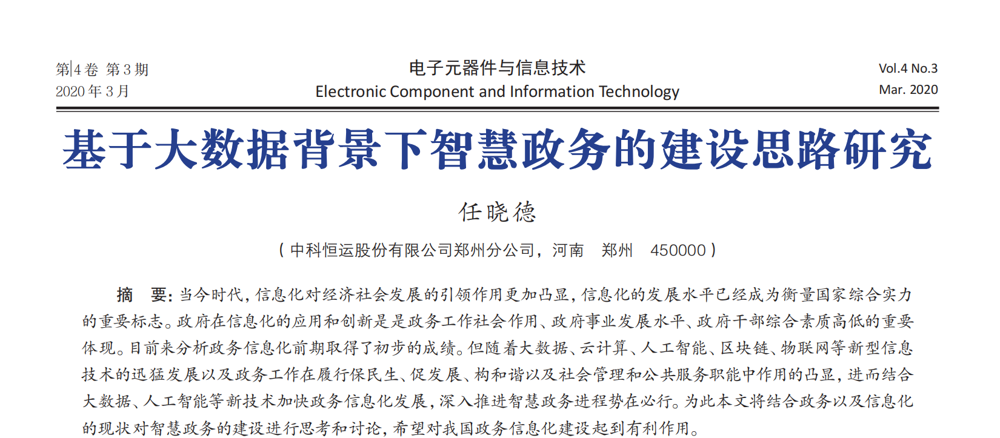 第4卷 第3期
电子元器件与信息技术
Vol.4 No.3
2020年3月
Electronic Component and Information Technology
Mar. 2020
基于大数据背景下智慧政务的建设思路研究
任晓德
(中科恒运股份有限公司郑州分公司，河南 郑州 450000)
摘 要：当今时代，信息化对经济社会发展的引领作用更加凸显，信息化的发展水平已经成为衡量国家综合实力
的重要标志。政府在信息化的应用和创新是是政务工作社会作用、政府事业发展水平、政府干部综合素质高低的重要
体现。目前来分析政务信息化前期取得了初步的成绩。但随着大数据、云计算、人工智能、区块链、物联网等新型信息
技术的迅猛发展以及政务工作在履行保民生、促发展、构和谐以及社会管理和公共服务职能中作用的凸显，进而结合
大数据、人工智能等新技术加快政务信息化发展，深入推进智慧政务进程势在必行。为此本文将结合政务以及信息化
的现状对智慧政务的建设进行思考和讨论，希望对我国政务信息化建设起到有利作用。